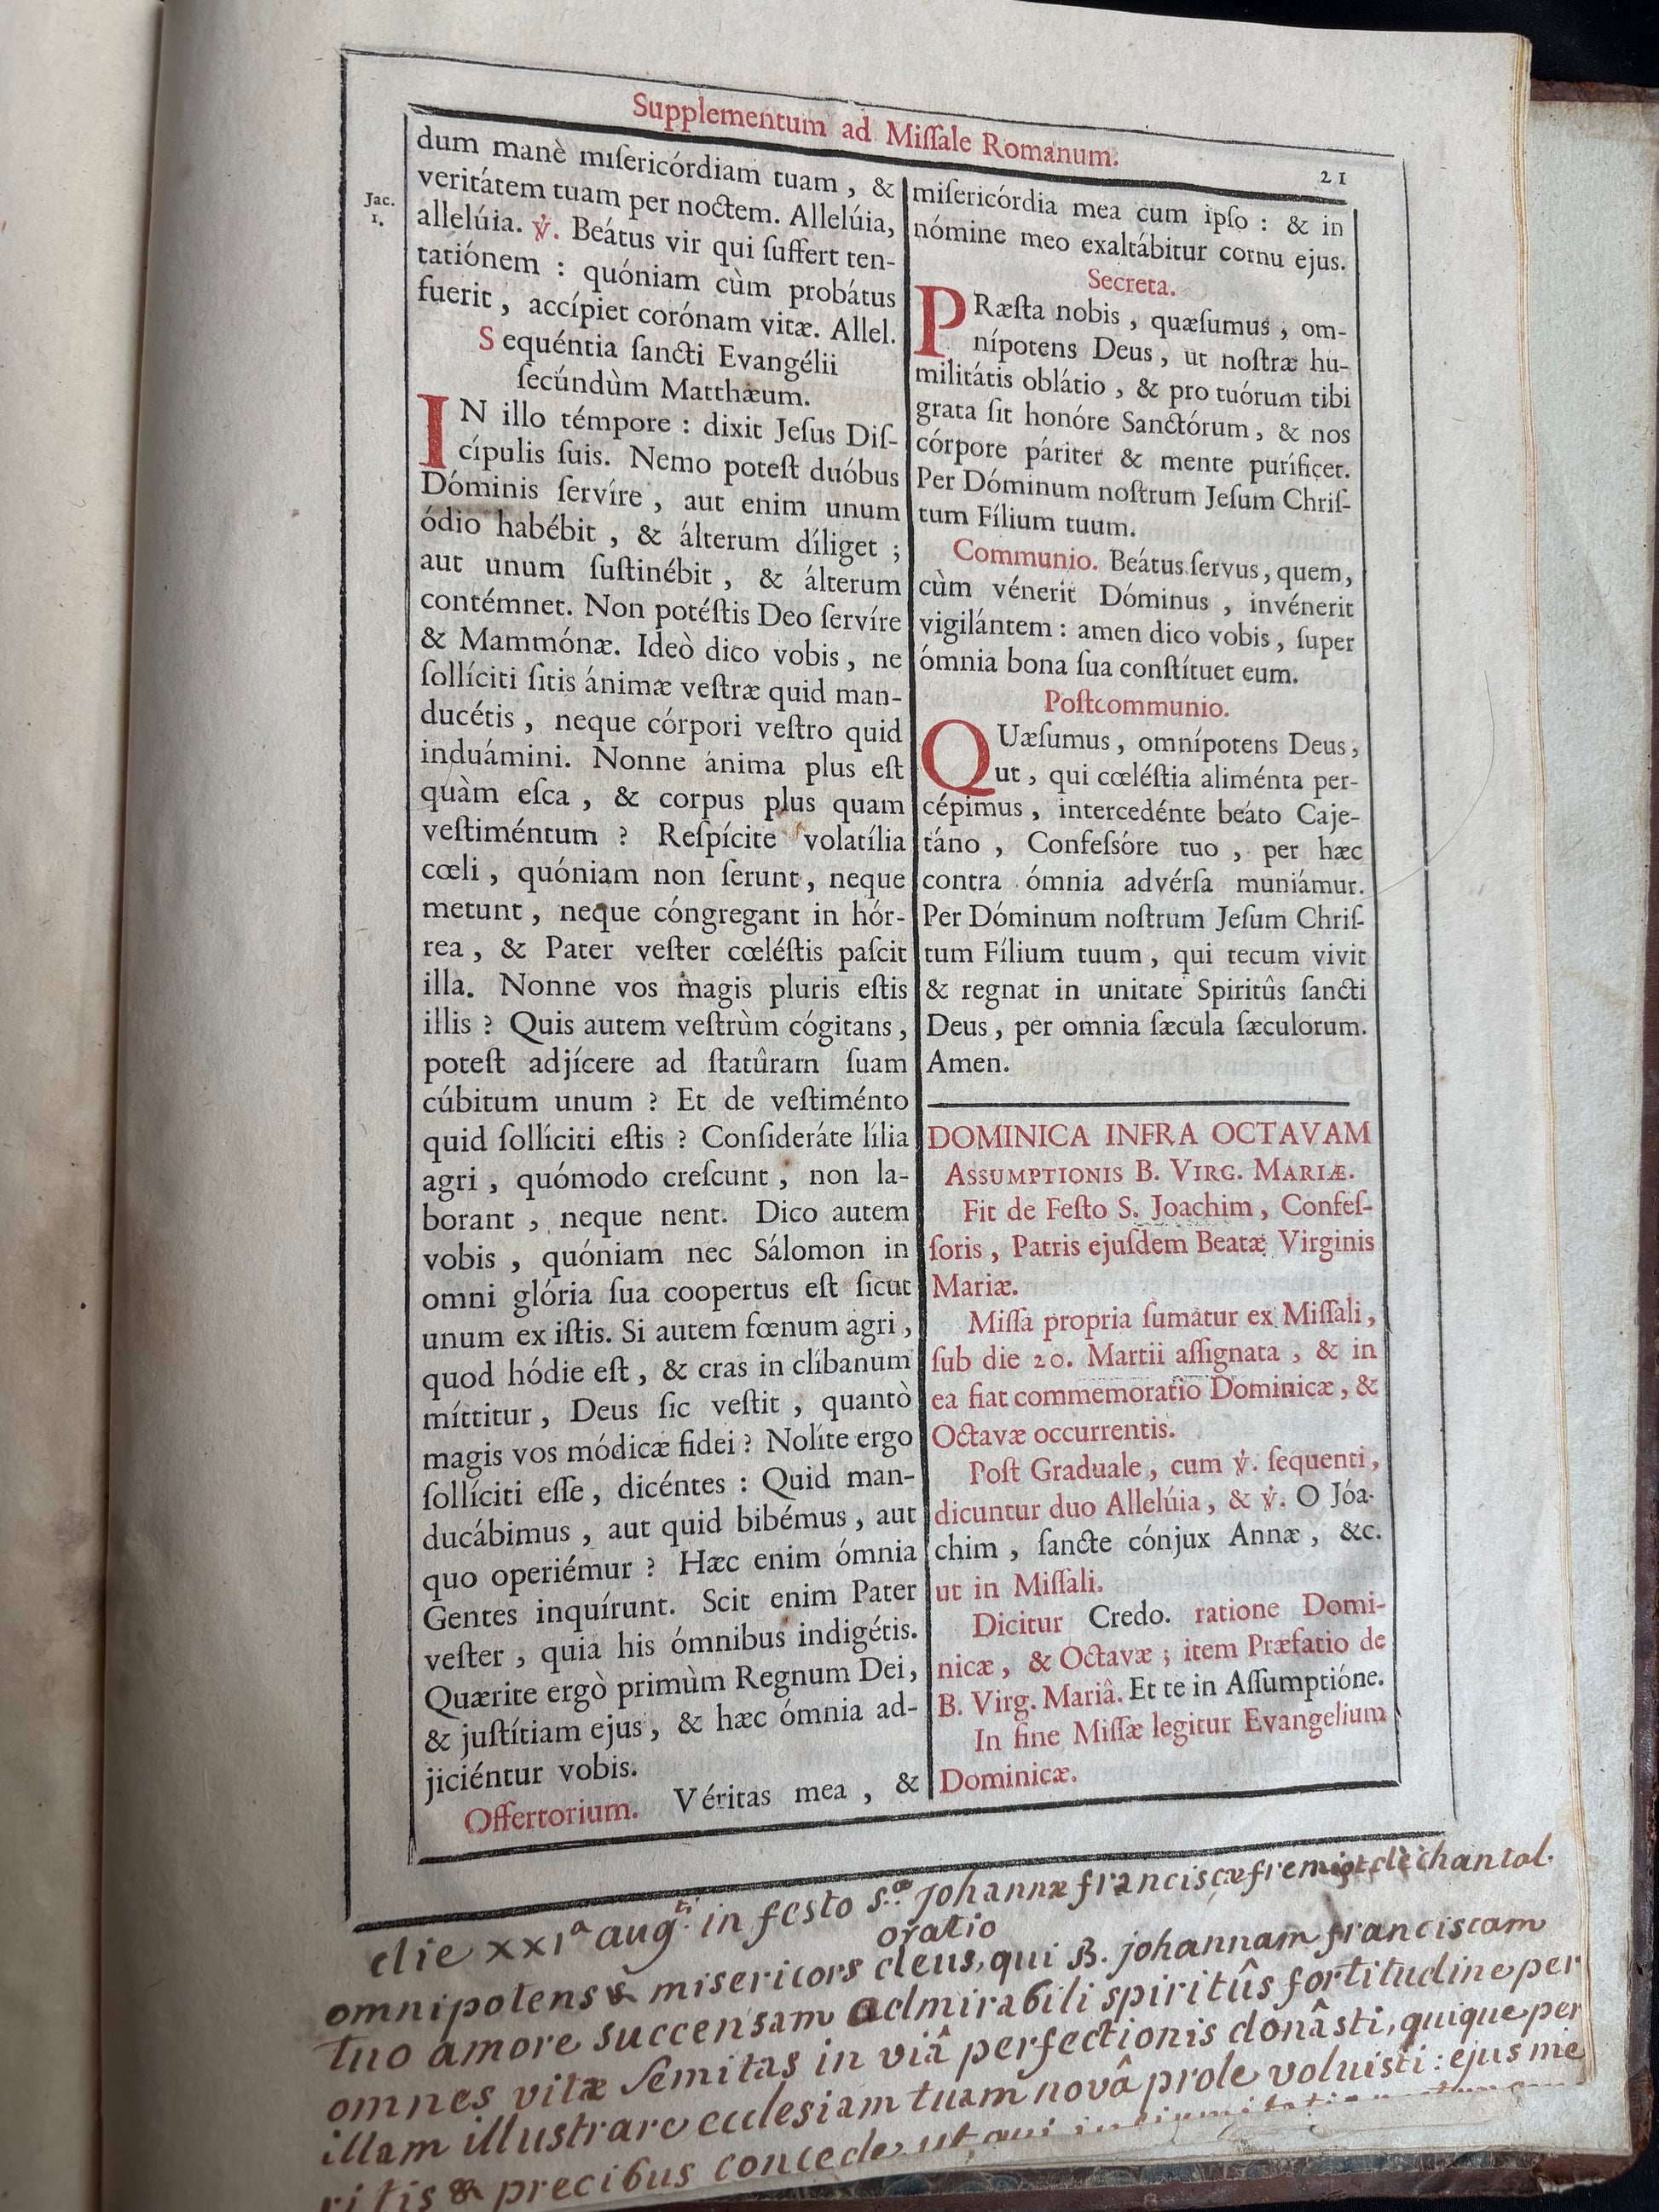 Supplementum ad Miſſale Romanum.
21
dum manè miſericórdiam tuam, &
veritátem tuam per noctem. Allelúia,
Jac.
1.
allelúia. ℣. Beátus vir qui ſuffert ten-
tatiónem : quóniam cùm probátus
fuerit, accípiet corónam vitæ. Allel.
Sequéntia ſancti Evangélii
ſecúndùm Matthæum.
IN illo témpore : dixit Jeſus Diſ-
cípulis ſuis. Nemo poteſt duóbus
Dóminis ſervíre, aut enim unum
ódio habébit, & álterum díliget ;
aut unum ſuſtinébit, & álterum
contémnet. Non potéſtis Deo ſervíre
& Mammónæ. Ideò dico vobis, ne
ſollíciti ſitis ánimæ veſtræ quid man-
ducétis, neque córpori veſtro quid
induámini. Nonne ánima plus eſt
quàm eſca, & corpus plus quam
veſtiméntum ? Reſpícite volatília
cœli, quóniam non ſerunt, neque
metunt, neque cóngregant in hór-
rea, & Pater veſter cœléſtis paſcit
illa. Nonne vos magis pluris eſtis
illis ? Quis autem veſtrùm cógitans,
poteſt adjícere ad ſtatûram ſuam
cúbitum unum ? Et de veſtiménto
quid ſollíciti eſtis ? Conſideráte lília
agri, quómodo creſcunt, non la-
borant, neque nent. Dico autem
vobis, quóniam nec Sálomon in
omni glória ſua coopertus eſt ſicut
unum ex iſtis. Si autem fœnum agri,
quod hódie eſt, & cras in clíbanum
míttitur, Deus ſic veſtit, quantò
magis vos módicæ fidei ? Nolíte ergo
ſollíciti eſſe, dicéntes : Quid man-
ducábimus, aut quid bibémus, aut
quo operiémur ? Hæc enim ómnia
Gentes inquírunt. Scit enim Pater
veſter, quia his ómnibus indigétis.
Quærite ergò primùm Regnum Dei,
& juſtítiam ejus, & hæc ómnia ad-
jiciéntur vobis.
Offertorium. Véritas mea, &
miſericórdia mea cum ipſo : & in
nómine meo exaltábitur cornu ejus.
Secreta.
PRæſta nobis, quæſumus, om-
nípotens Deus, ut noſtræ hu-
militátis oblátio, & pro tuórum tibi
grata ſit honóre Sanctórum, & nos
córpore páriter & mente puríficet.
Per Dóminum noſtrum Jeſum Chriſ-
tum Fílium tuum.
Communio. Beátus ſervus, quem,
cùm vénerit Dóminus, invénerit
vigilántem : amen dico vobis, ſuper
ómnia bona ſua conſtítuet eum.
Poſtcommunio.
QUæſumus, omnípotens Deus,
ut, qui cœléſtia aliménta per-
cépimus, intercedénte beáto Caje-
táno, Confeſsóre tuo, per hæc
contra ómnia advérſa muniámur.
Per Dóminum noſtrum Jeſum Chriſ-
tum Fílium tuum, qui tecum vivit
& regnat in unitate Spiritûs ſancti
Deus, per omnia ſæcula ſæculorum.
Amen.
DOMINICA INFRA OCTAVAM
ASSUMPTIONIS B. VIRG. MARIÆ.
Fit de Feſto S. Joachim, Confeſ-
ſoris, Patris ejuſdem Beatæ Virginis
Mariæ.
Miſſa propria ſumatur ex Miſſali,
ſub die 20. Martii aſſignata, & in
ea fiat commemoratio Dominicæ, &
Octavæ occurrentis.
Poſt Graduale, cum ℣. ſequenti,
dicuntur duo Allelúia, & ℣. O Jóa-
chim, ſancte cónjux Annæ, &c.
ut in Miſſali.
Dicitur Credo. ratione Domi-
nicæ, & Octavæ ; item Præfatio de
B. Virg. Mariâ. Et te in Aſſumptióne.
In fine Miſſæ legitur Evangelium
Dominicæ.
die xxıª augᵗⁱ. in festo s.ᵃᵉ johannæ franciscæ fremiot de chantal.
oratio
omnipotens & misericors deus, qui B. johannam franciscam
tuo amore succensam admirabili spiritûs fortitudine per
omnes vitæ semitas in viâ perfectionis donâsti, quique per
illam illustrare ecclesiam tuam novâ prole voluisti : ejus me
ritis & precibus concede, ut qui